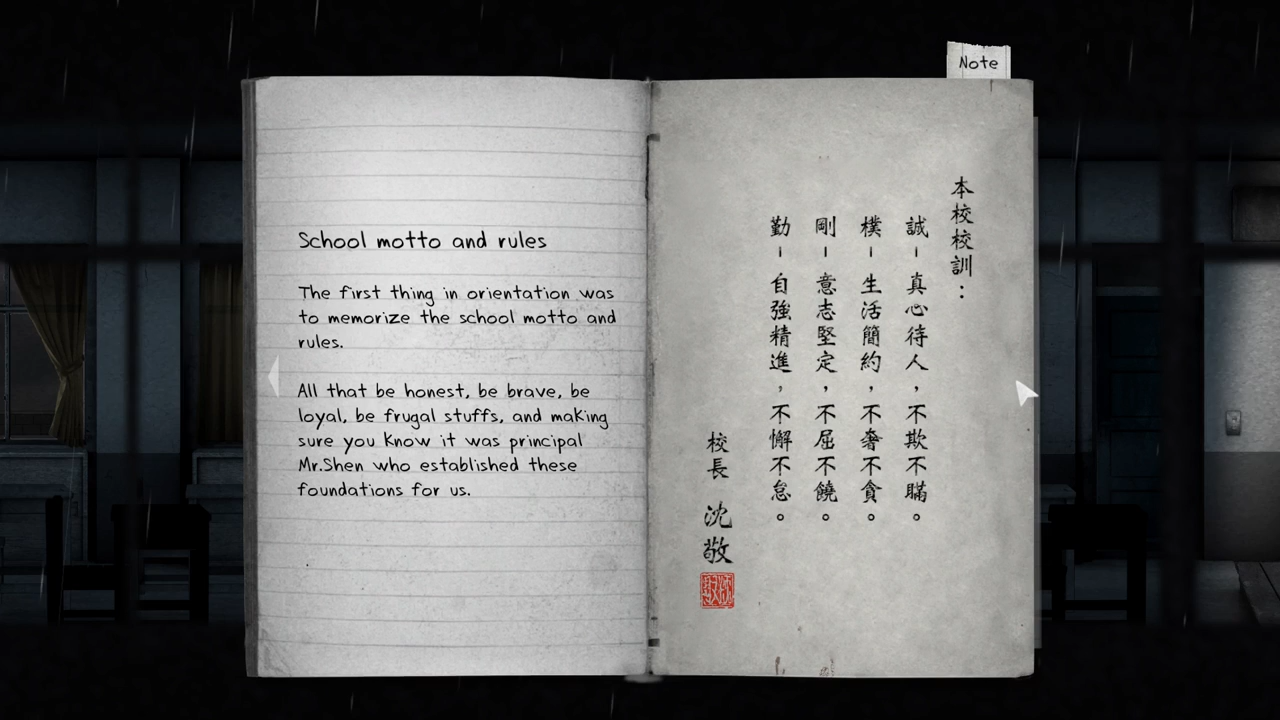 Note
School motto and rules
The first thing in orientation was
to memorize the school motto and
rules.
All that be honest, be brave, be
loyal, be frugal stuffs, and making
sure you know it was principal
Mr.Shen who established these
foundations for us.
本校校訓：
誠－真心待人，不欺不瞞。
樸－生活簡約，不奢不貪。
剛－意志堅定，不屈不饒。
勤－自強精進，不懈不怠。
校長 沈敬